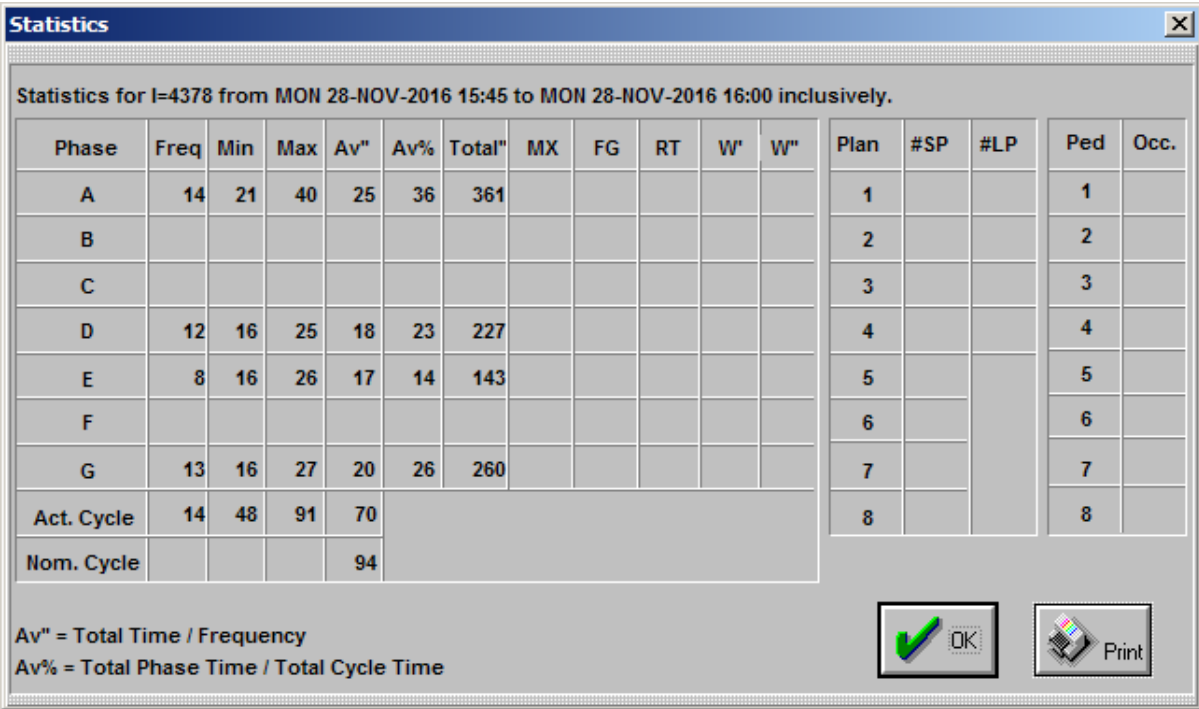 Statistics
Statistics for I=4378 from MON 28-NOV-2016 15:45 to MON 28-NOV-2016 16:00 inclusively.
Phase Freq Min Max Av" Av% Total" MX FG RT W' W"
A 14 21 40 25 36 361
B
C
D 12 16 25 18 23 227
E 8 16 26 17 14 143
F
G 13 16 27 20 26 260
Act. Cycle 14 48 91 70
Nom. Cycle 94
Plan #SP #LP
1
2
3
4
5
6
7
8
Ped Occ.
1
2
3
4
5
6
7
8
Av" = Total Time / Frequency
Av% = Total Phase Time / Total Cycle Time
OK
Print